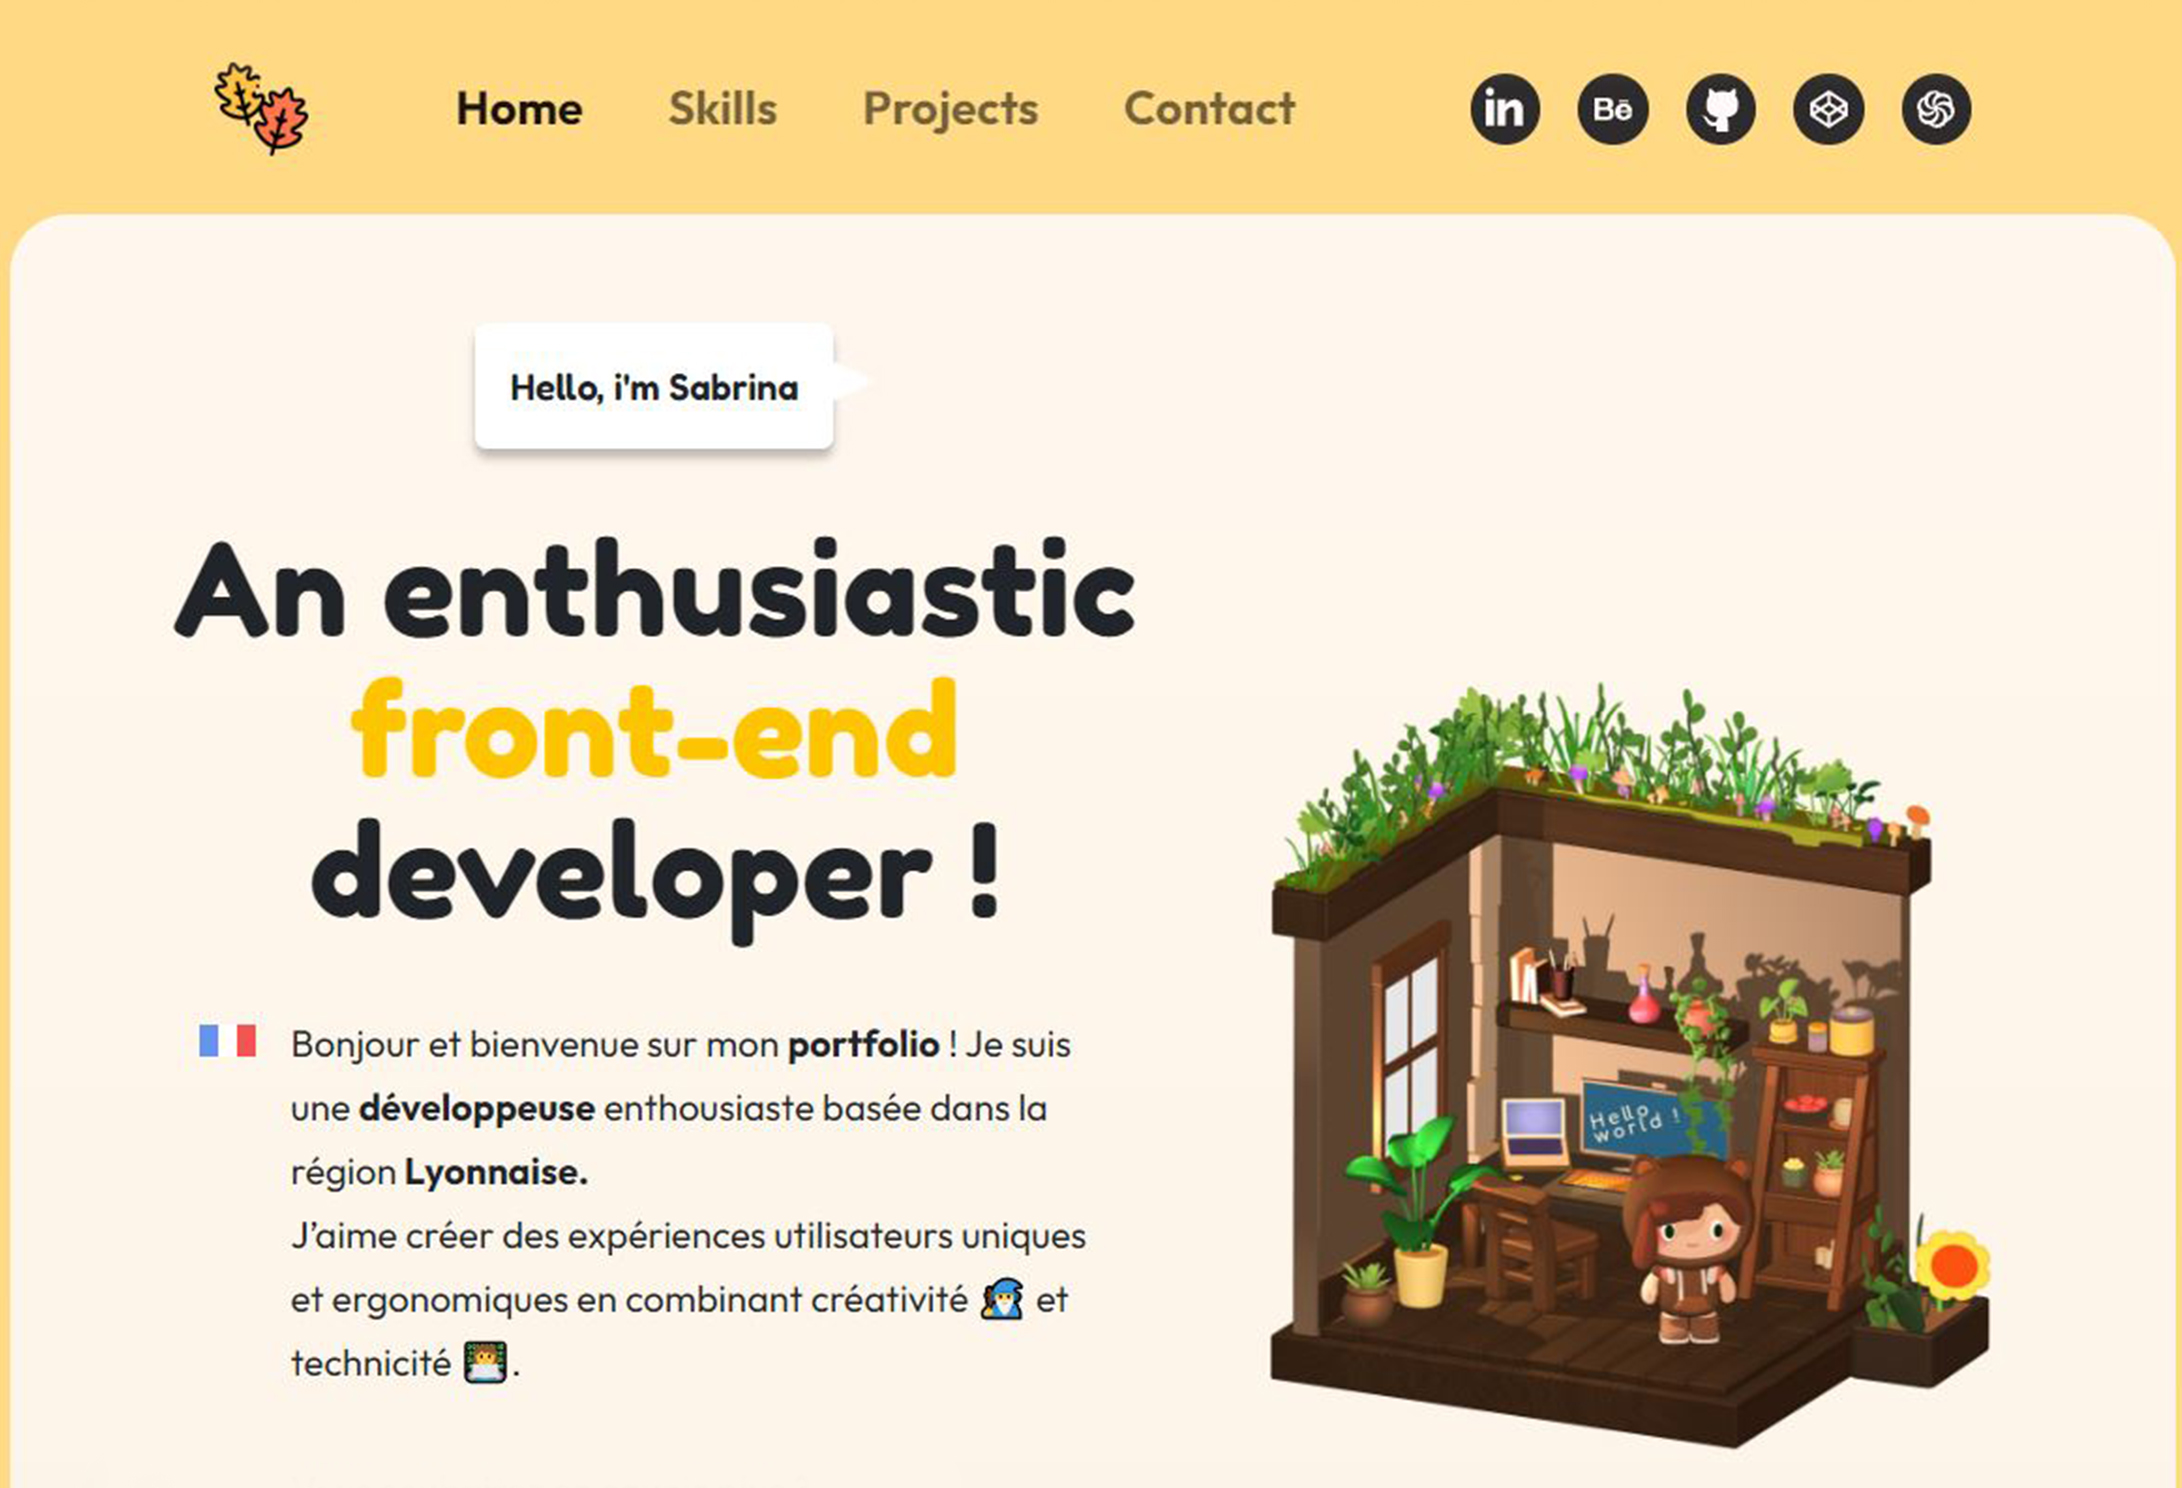 Home Skills Projects Contact
in Bē
Hello, i'm Sabrina
An enthusiastic
front-end
developer !
Bonjour et bienvenue sur mon portfolio ! Je suis
une développeuse enthousiaste basée dans la
région Lyonnaise.
J’aime créer des expériences utilisateurs uniques
et ergonomiques en combinant créativité 🧙‍♂️ et
technicité 👨‍💻.
Hello
world !